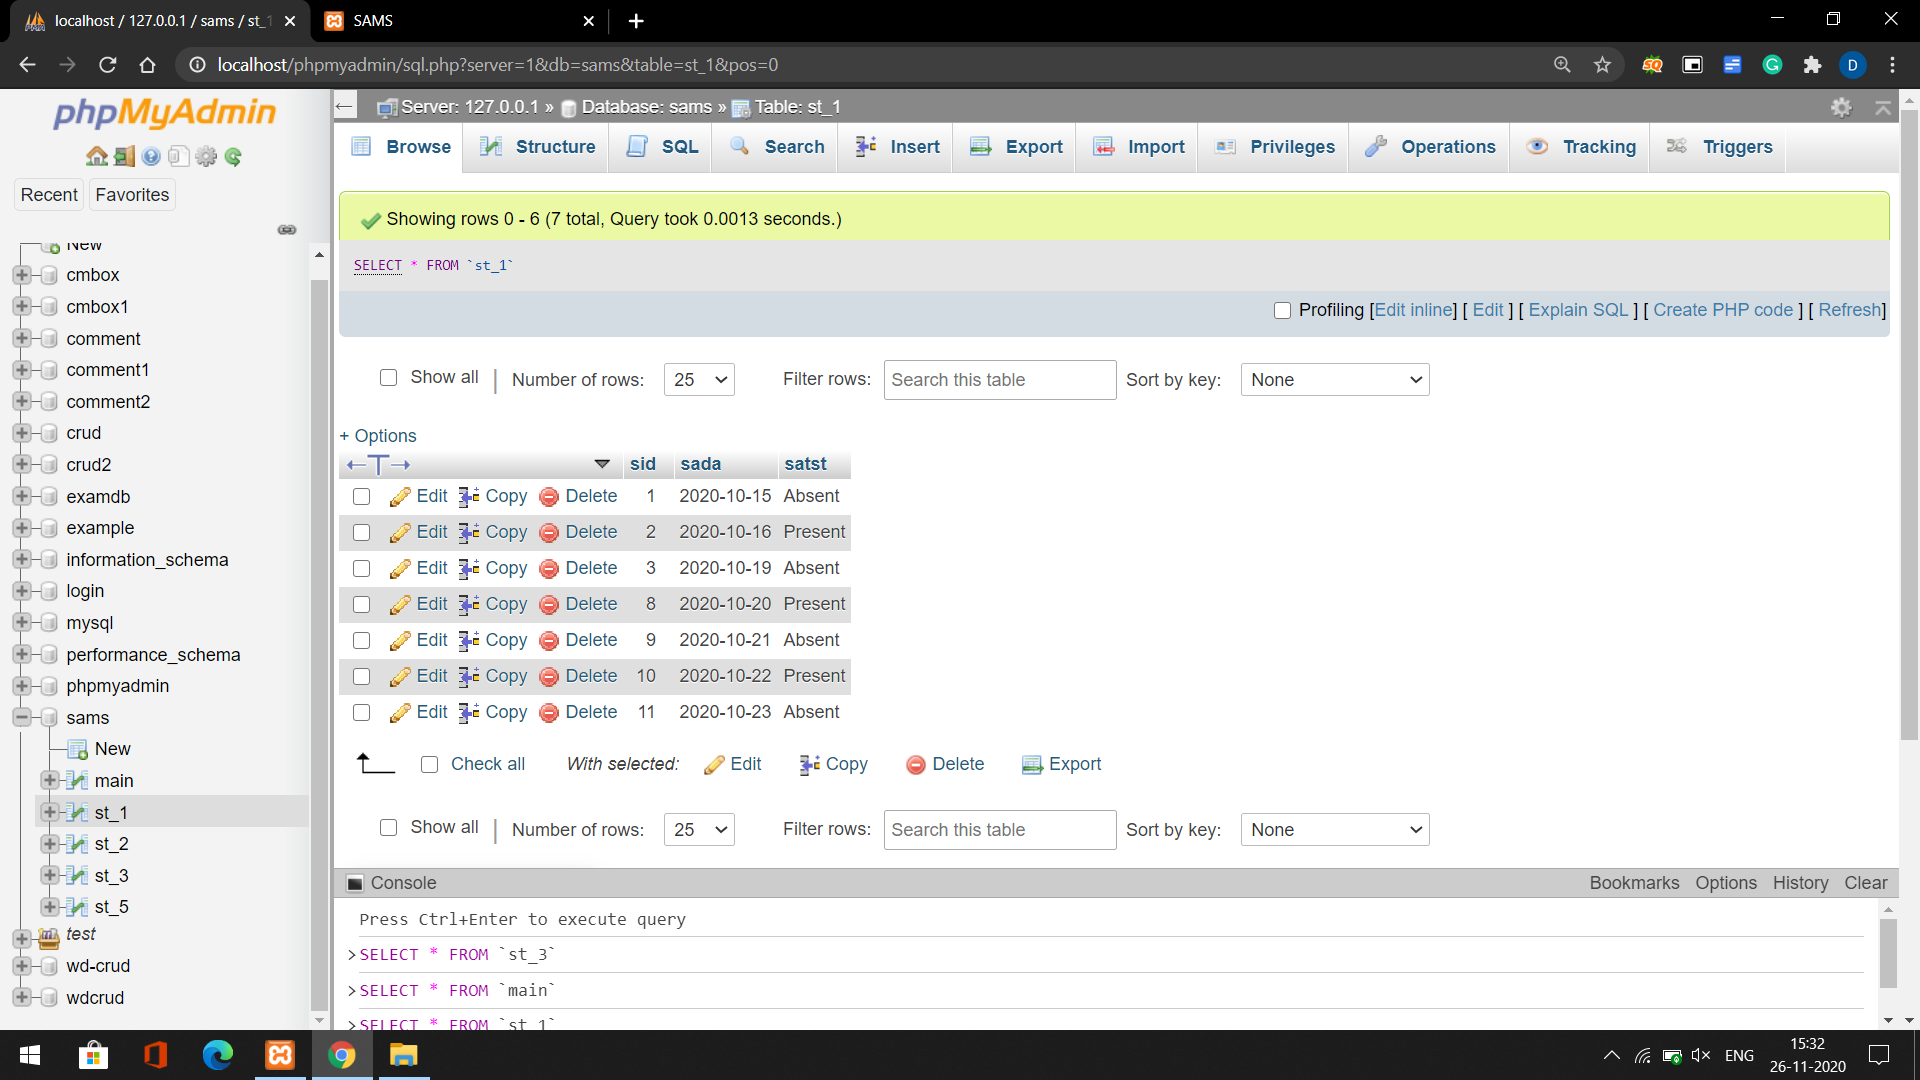 localhost / 127.0.0.1 / sams / st_1
SAMS
localhost/phpmyadmin/sql.php?server=1&db=sams&table=st_1&pos=0
D
phpMyAdmin
Recent Favorites
New
cmbox
cmbox1
comment
comment1
comment2
crud
crud2
examdb
example
information_schema
login
mysql
performance_schema
phpmyadmin
sams
New
main
st_1
st_2
st_3
st_5
test
wd-crud
wdcrud
Server: 127.0.0.1 » Database: sams » Table: st_1
Browse Structure SQL Search Insert Export Import Privileges Operations Tracking Triggers
Showing rows 0 - 6 (7 total, Query took 0.0013 seconds.)
SELECT * FROM `st_1`
Profiling [Edit inline] [ Edit ] [ Explain SQL ] [ Create PHP code ] [ Refresh]
Show all | Number of rows: 25 Filter rows: Search this table Sort by key: None
+ Options
←T→ sid sada satst
Edit Copy Delete 1 2020-10-15 Absent
Edit Copy Delete 2 2020-10-16 Present
Edit Copy Delete 3 2020-10-19 Absent
Edit Copy Delete 8 2020-10-20 Present
Edit Copy Delete 9 2020-10-21 Absent
Edit Copy Delete 10 2020-10-22 Present
Edit Copy Delete 11 2020-10-23 Absent
Check all With selected: Edit Copy Delete Export
Show all | Number of rows: 25 Filter rows: Search this table Sort by key: None
Console Bookmarks Options History Clear
Press Ctrl+Enter to execute query
>SELECT * FROM `st_3`
>SELECT * FROM `main`
>SELECT * FROM `st_1`
ENG
15:32
26-11-2020